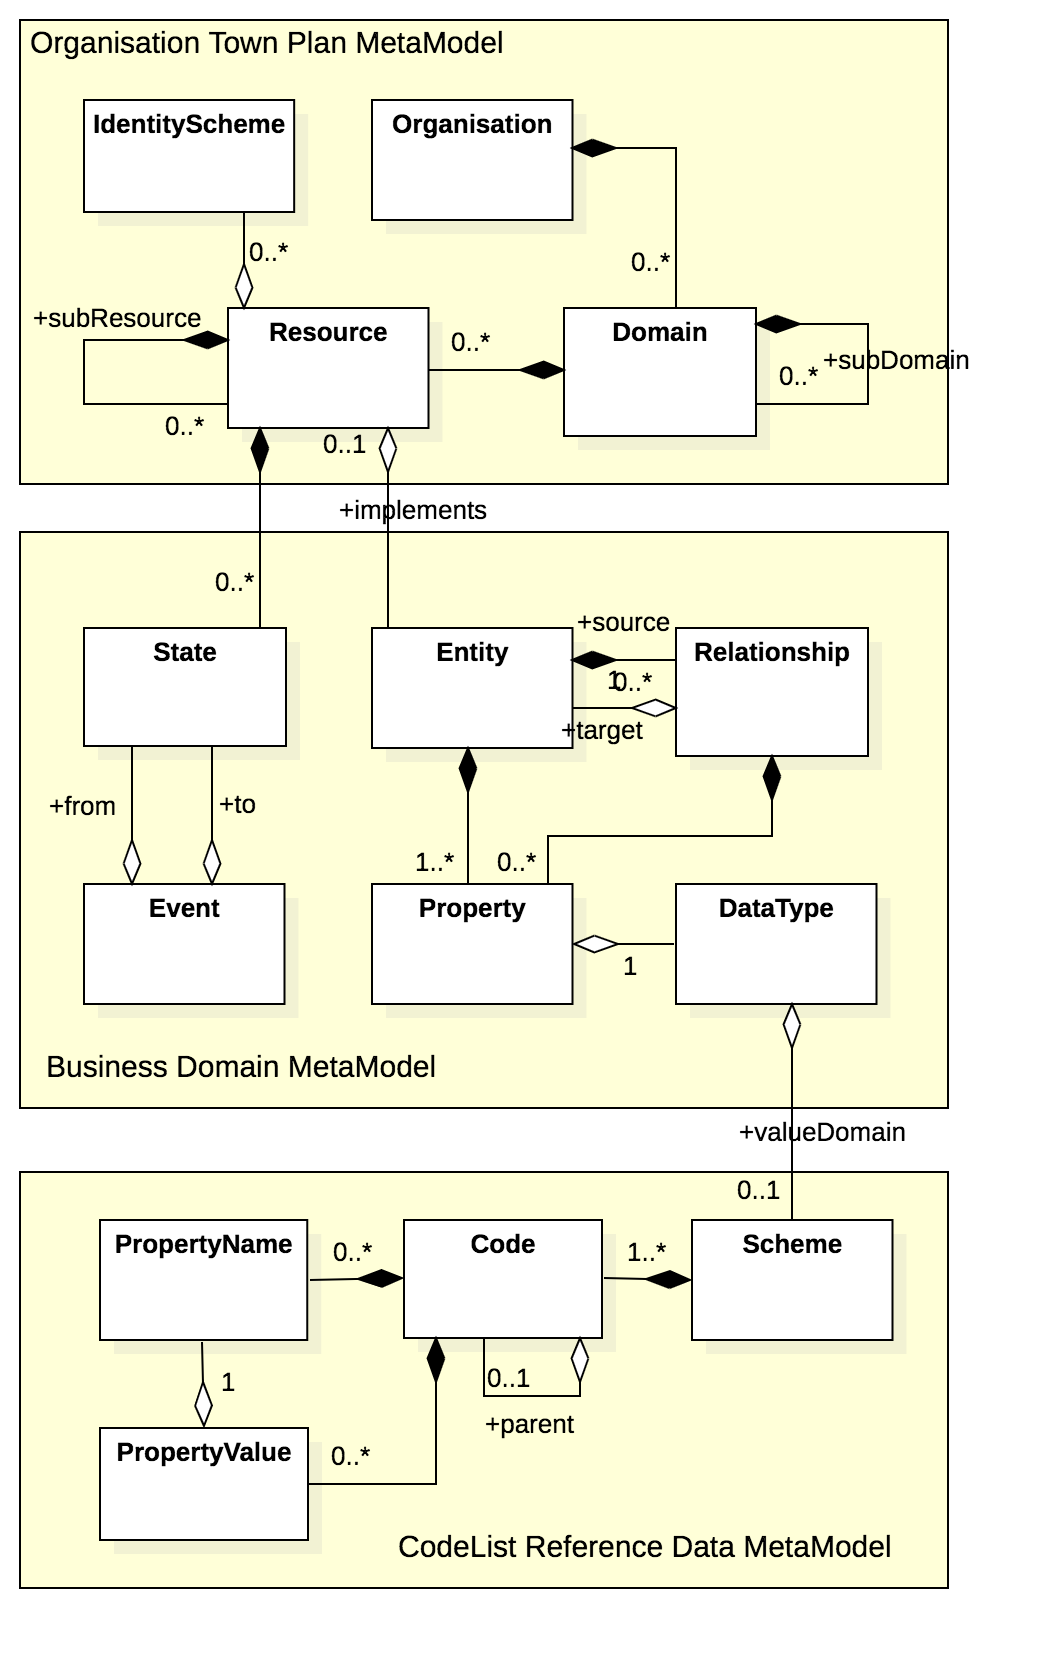 Organisation Town Plan MetaModel
IdentityScheme
Organisation
0..*
0..*
+subResource
Resource
0..*
Domain
+subDomain
0..*
0..*
0..1
+implements
0..*
+source
State
Entity
Relationship
1
0..*
+target
+from
+to
1..*
0..*
Event
Property
DataType
1
Business Domain MetaModel
+valueDomain
0..1
PropertyName
0..*
Code
1..*
Scheme
1
0..1
+parent
PropertyValue
0..*
CodeList Reference Data MetaModel